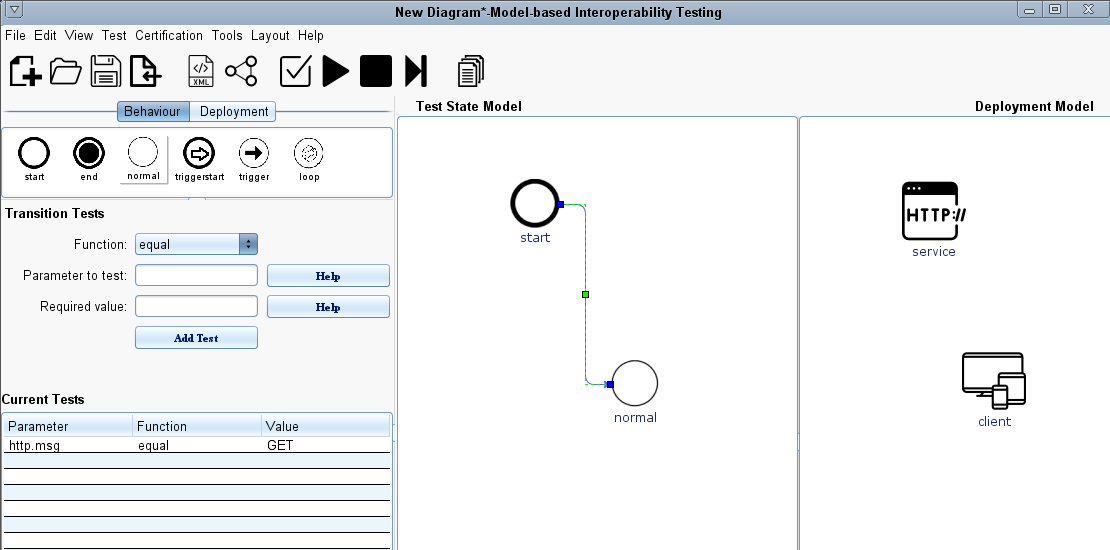 New Diagram*-Model-based Interoperability Testing
File Edit View Test Certification Tools Layout Help
</>
XML
Behaviour Deployment
start end normal triggerstart trigger loop
Transition Tests
Function: equal
Parameter to test: Help
Required value: Help
Add Test
Current Tests
Parameter Function Value
http.msg equal GET
Test State Model
start
normal
Deployment Model
HTTP://
service
client